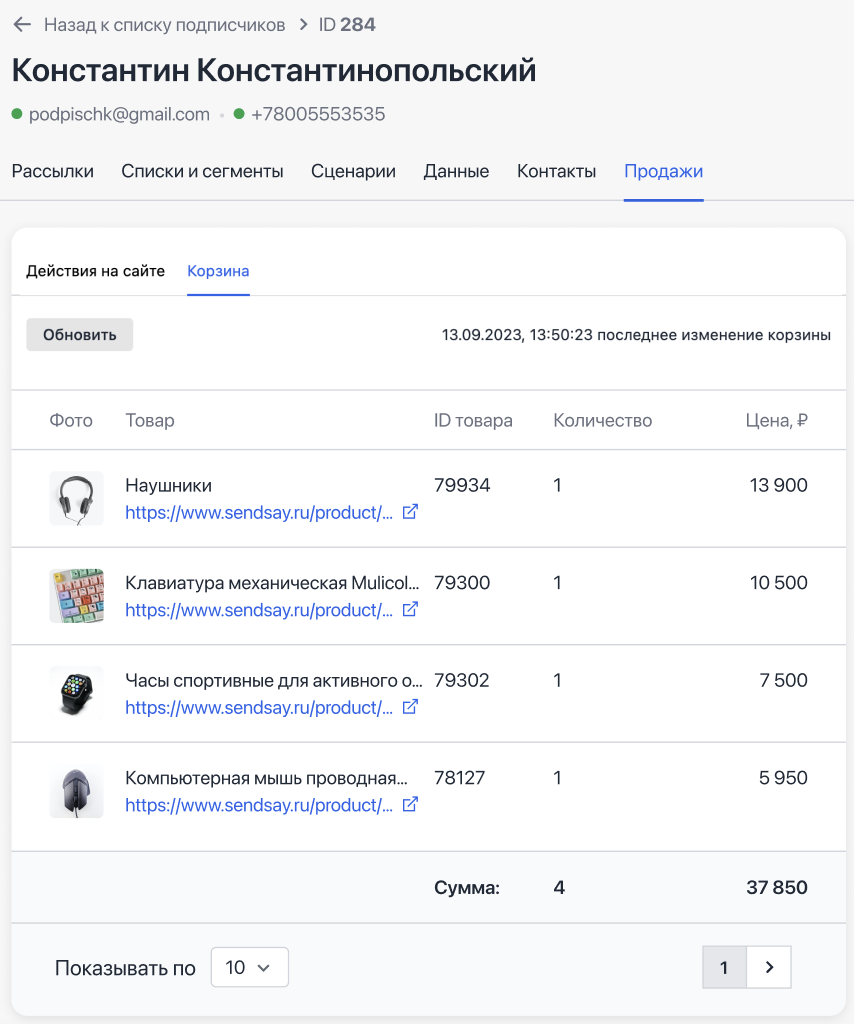 Назад к списку подписчиков > ID 284
Константин Константинопольский
podpischk@gmail.com • +78005553535
Рассылки Списки и сегменты Сценарии Данные Контакты Продажи
Действия на сайте Корзина
Обновить 13.09.2023, 13:50:23 последнее изменение корзины
Фото Товар ID товара Количество Цена, ₽
Наушники 79934 1 13 900
https://www.sendsay.ru/product/...
Клавиатура механическая Mulicol... 79300 1 10 500
https://www.sendsay.ru/product/...
Часы спортивные для активного о... 79302 1 7 500
https://www.sendsay.ru/product/...
Компьютерная мышь проводная... 78127 1 5 950
https://www.sendsay.ru/product/...
Сумма: 4 37 850
Показывать по 10 1